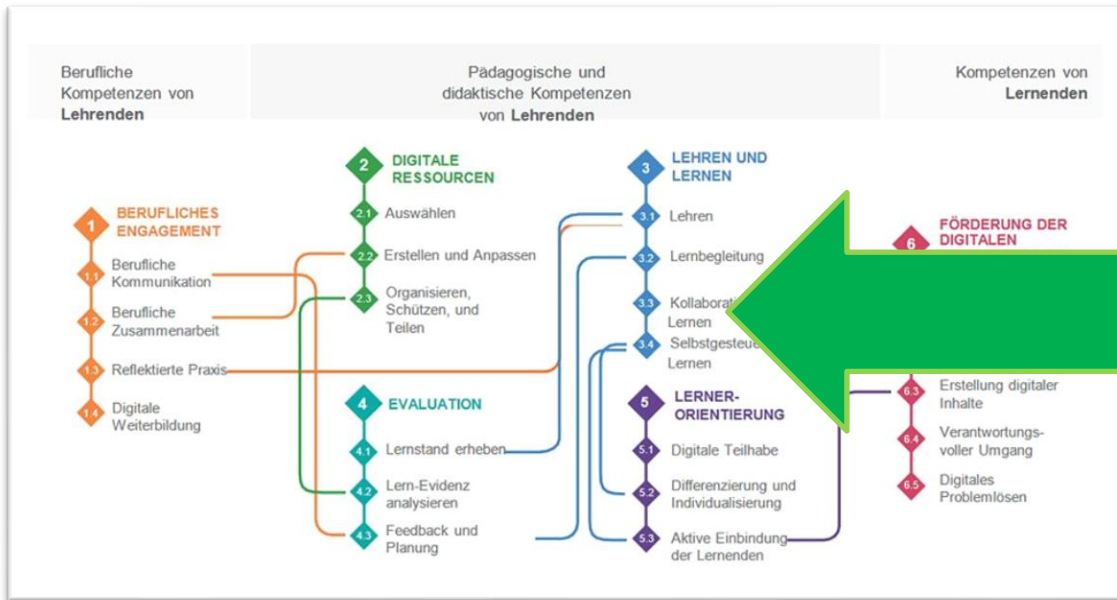 Berufliche
Kompetenzen von
Lehrenden
Pädagogische und
didaktische Kompetenzen
von Lehrenden
Kompetenzen von
Lernenden
1
BERUFLICHES
ENGAGEMENT
1.1
Berufliche
Kommunikation
1.2
Berufliche
Zusammenarbeit
1.3
Reflektierte Praxis
1.4
Digitale
Weiterbildung
2
DIGITALE
RESSOURCEN
2.1
Auswählen
2.2
Erstellen und Anpassen
2.3
Organisieren,
Schützen, und
Teilen
4
EVALUATION
4.1
Lernstand erheben
4.2
Lern-Evidenz
analysieren
4.3
Feedback und
Planung
3
LEHREN UND
LERNEN
3.1
Lehren
3.2
Lernbegleitung
3.3
Lernen
3.4
Lernen
5
LERNER-
ORIENTIERUNG
5.1
Digitale Teilhabe
5.2
Differenzierung und
Individualisierung
5.3
Aktive Einbindung
der Lernenden
6
FÖRDERUNG DER
DIGITALEN
6.3
Erstellung digitaler
Inhalte
6.4
Verantwortungs-
voller Umgang
6.5
Digitales
Problemlösen